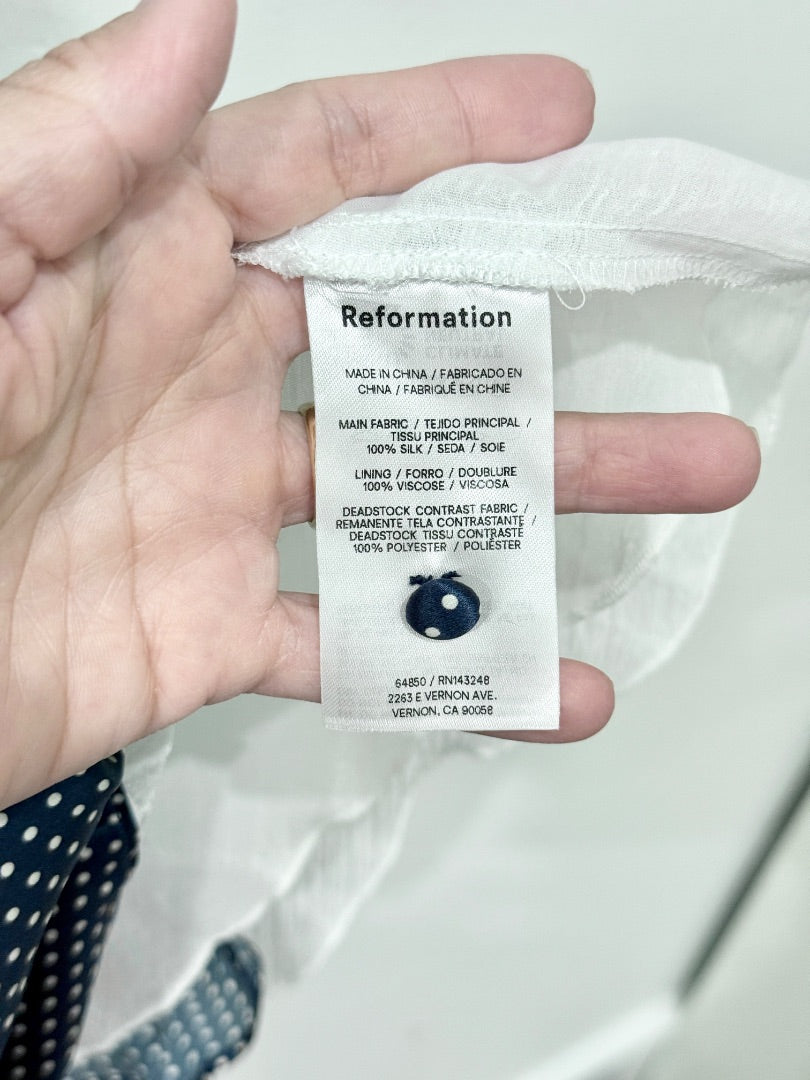 Reformation
MADE IN CHINA / FABRICADO EN
CHINA / FABRIQUÉ EN CHINE
MAIN FABRIC / TEJIDO PRINCIPAL /
TISSU PRINCIPAL
100% SILK / SEDA / SOIE
LINING / FORRO / DOUBLURE
100% VISCOSE / VISCOSA
DEADSTOCK CONTRAST FABRIC /
REMANENTE TELA CONTRASTANTE /
DEADSTOCK TISSU CONTRASTÉ
100% POLYESTER / POLIÉSTER
64850 / RN143248
2263 E VERNON AVE.
VERNON, CA 90058